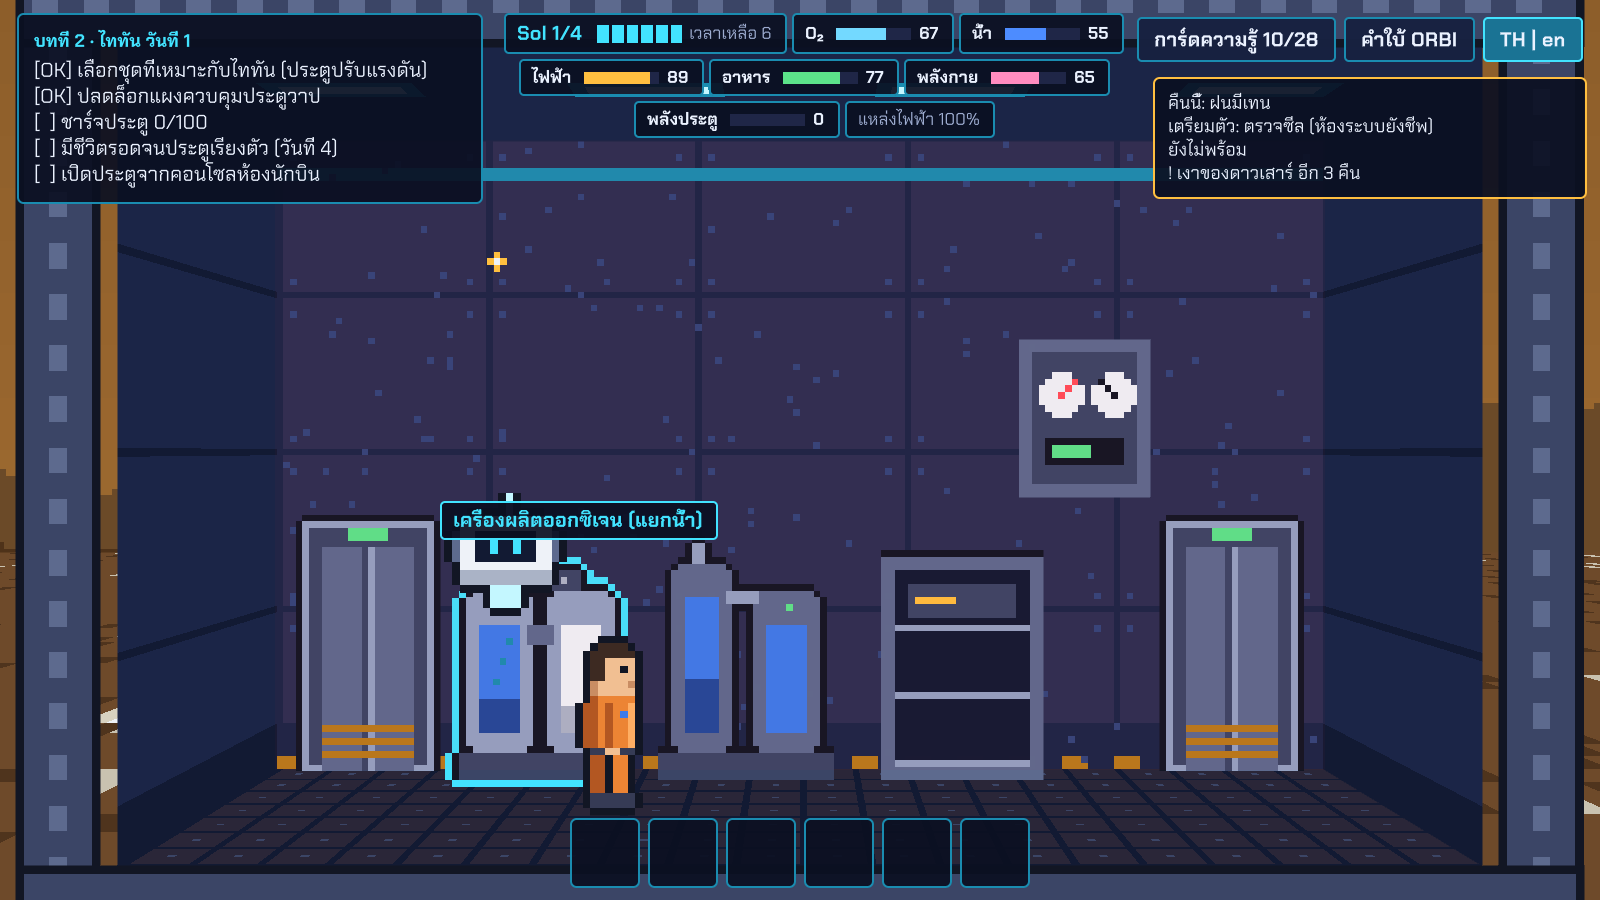 บทที่ 2 · ไททัน วันที่ 1
[OK] เลือกชุดที่เหมาะกับไททัน (ประตูปรับแรงดัน)
[OK] ปลดล็อกแผงควบคุมประตูวาป
[ ] ชาร์จประตู 0/100
[ ] มีชีวิตรอดจนประตูเรียงตัว (วันที่ 4)
[ ] เปิดประตูจากคอนโซลห้องนักบิน
Sol 1/4 เวลาเหลือ 6
O₂ 67
น้ำ 55
ไฟฟ้า 89
อาหาร 77
พลังกาย 65
พลังประตู 0
แหล่งไฟฟ้า 100%
การ์ดความรู้ 10/28
คำใบ้ ORBI
TH | en
คืนนี้: ฝนมีเทน
เตรียมตัว: ตรวจซีล (ห้องระบบยังชีพ)
ยังไม่พร้อม
! เงาของดาวเสาร์ อีก 3 คืน
เครื่องผลิตออกซิเจน (แยกน้ำ)